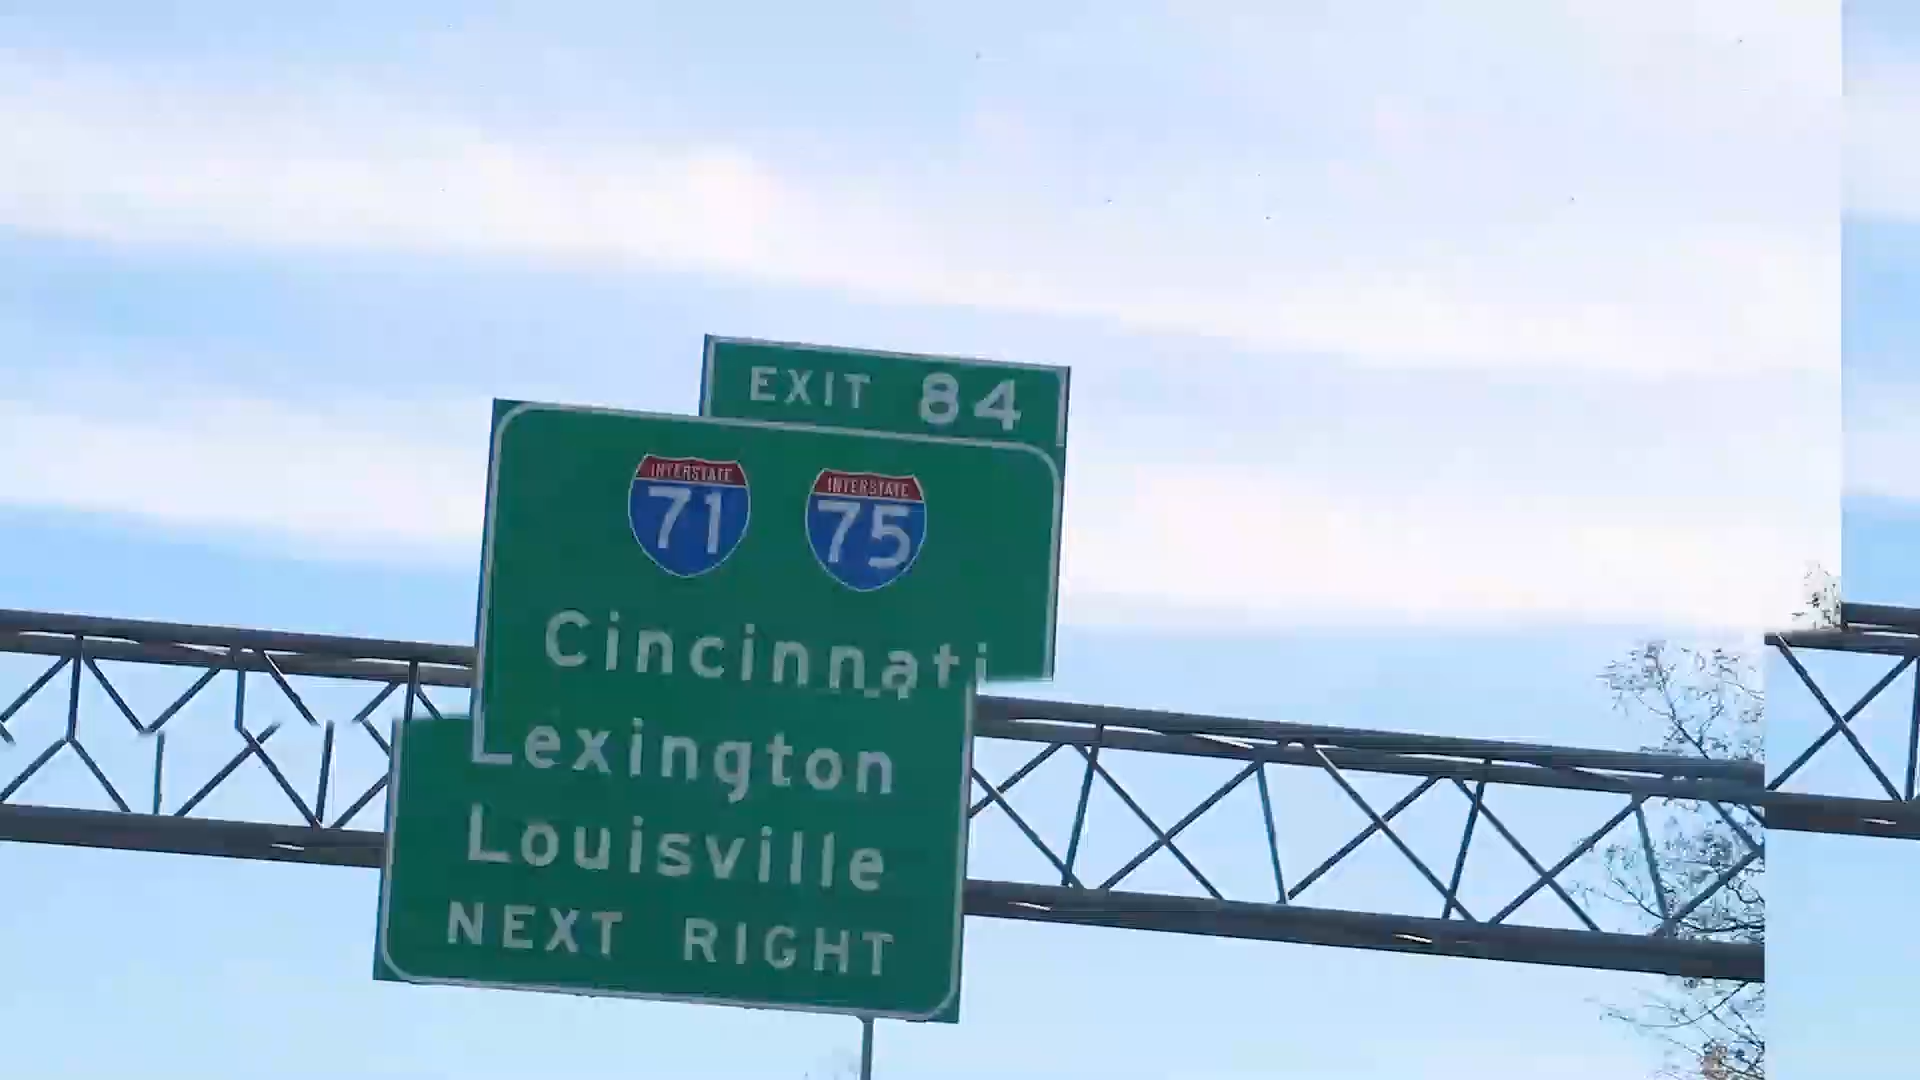 EXIT 84
INTERSTATE INTERSTATE
71 75
Cincinnati
Lexington
Louisville
NEXT RIGHT